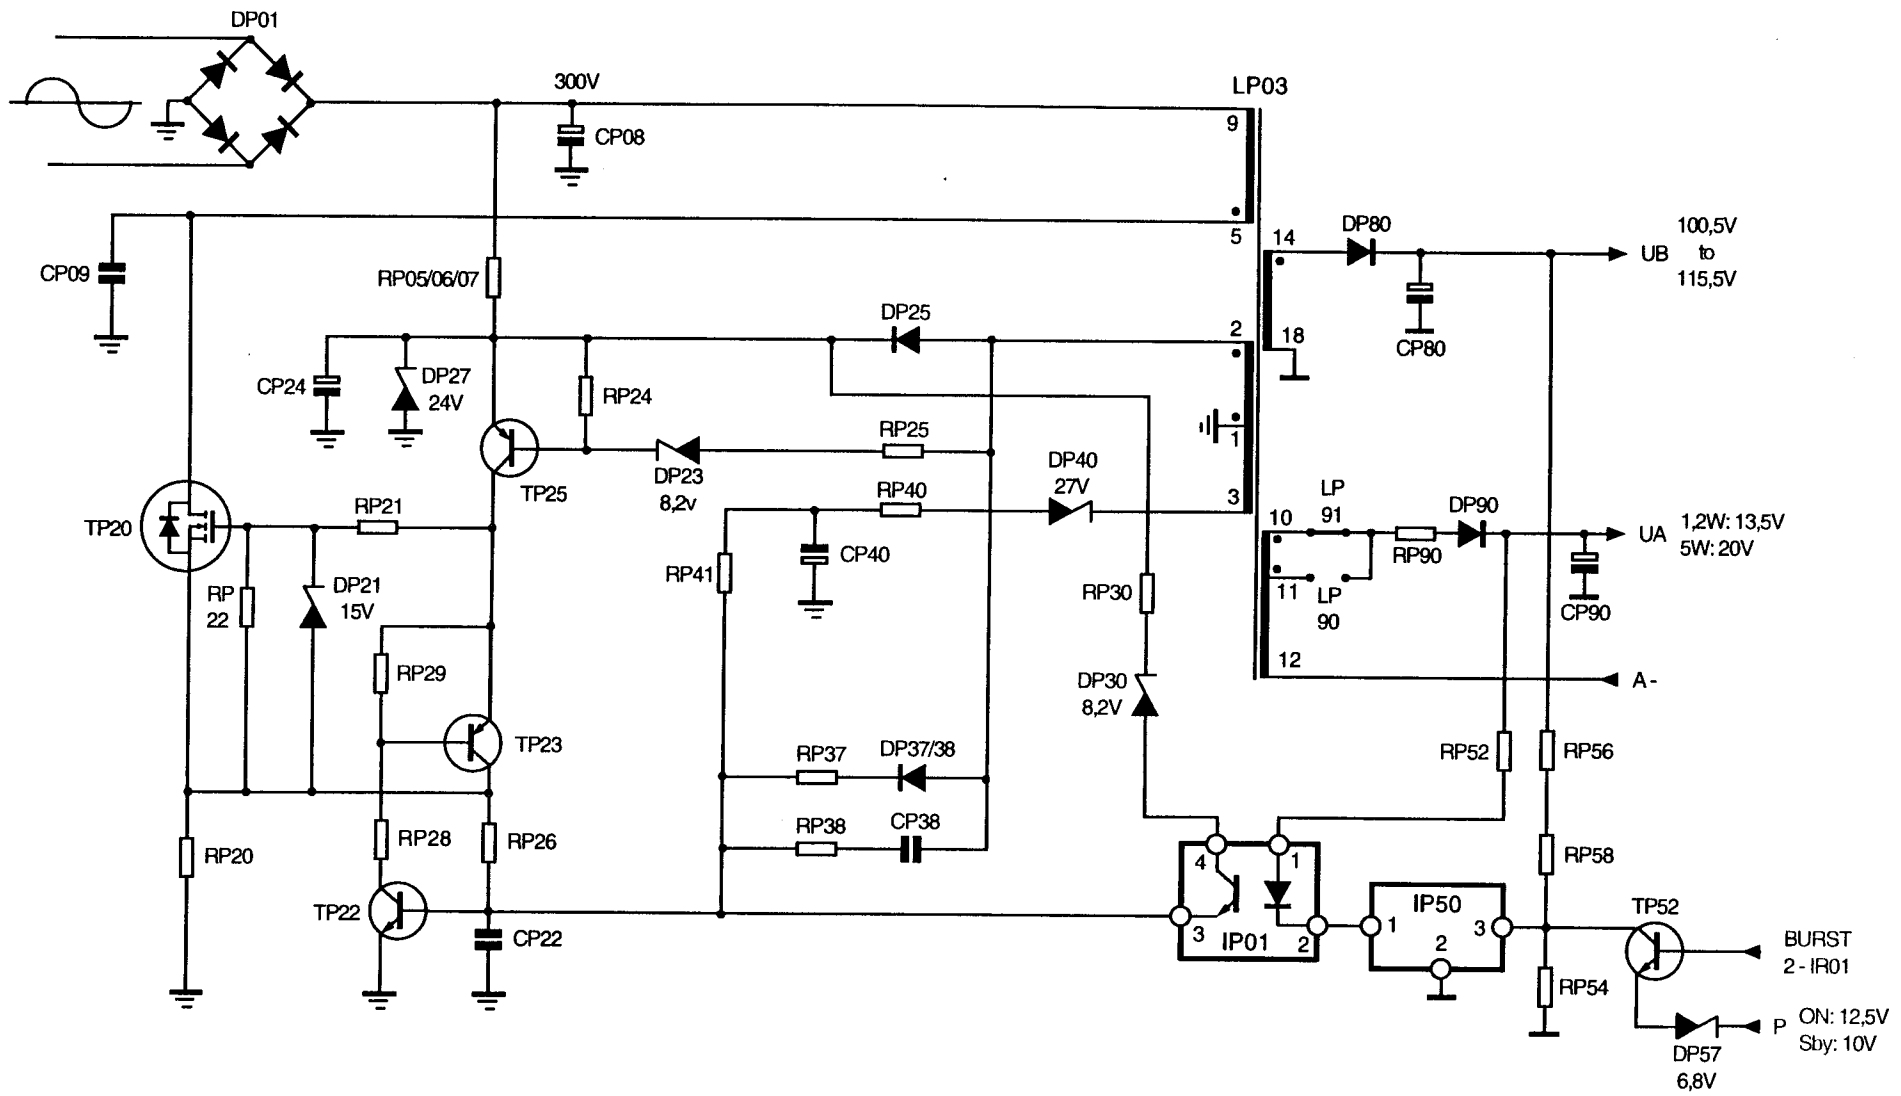 DP01
300V
LP03
9
CP08
5
14
DP80
100,5V
UB
to
115,5V
CP09
RP05/06/07
DP25
2
18
CP80
CP24
DP27
24V
RP24
RP25
1
TP25
DP23
8,2v
DP40
27V
RP40
3
LP
91
DP90
10
TP20
RP21
CP40
RP90
UA
1,2W: 13,5V
5W: 20V
RP41
RP
22
DP21
15V
RP30
11
LP
90
CP90
RP29
12
A -
DP30
8,2V
TP23
RP37
DP37/38
RP52
RP56
RP28
RP26
RP38
CP38
RP20
RP58
4
1
TP22
CP22
3
IP01
2
IP50
1
2
3
TP52
BURST
2 - IR01
RP54
P
ON: 12,5V
Sby: 10V
DP57
6,8V